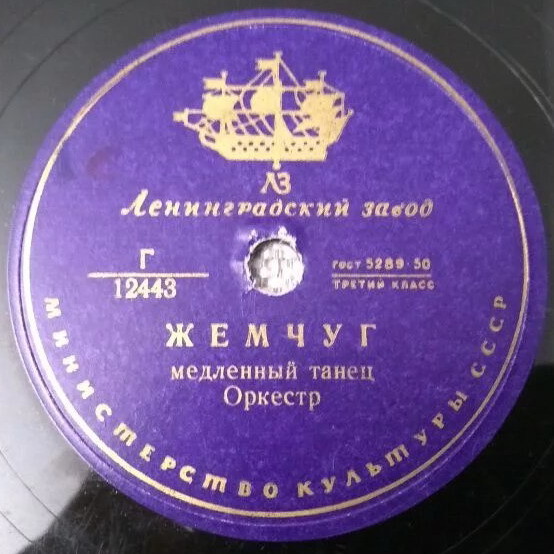 ЛЗ
Ленинградский завод
Г
12443
ГОСТ 5289-50
ТРЕТИЙ КЛАСС
ЖЕМЧУГ
медленный танец
Оркестр
МИНИСТЕРСТВО КУЛЬТУРЫ СССР